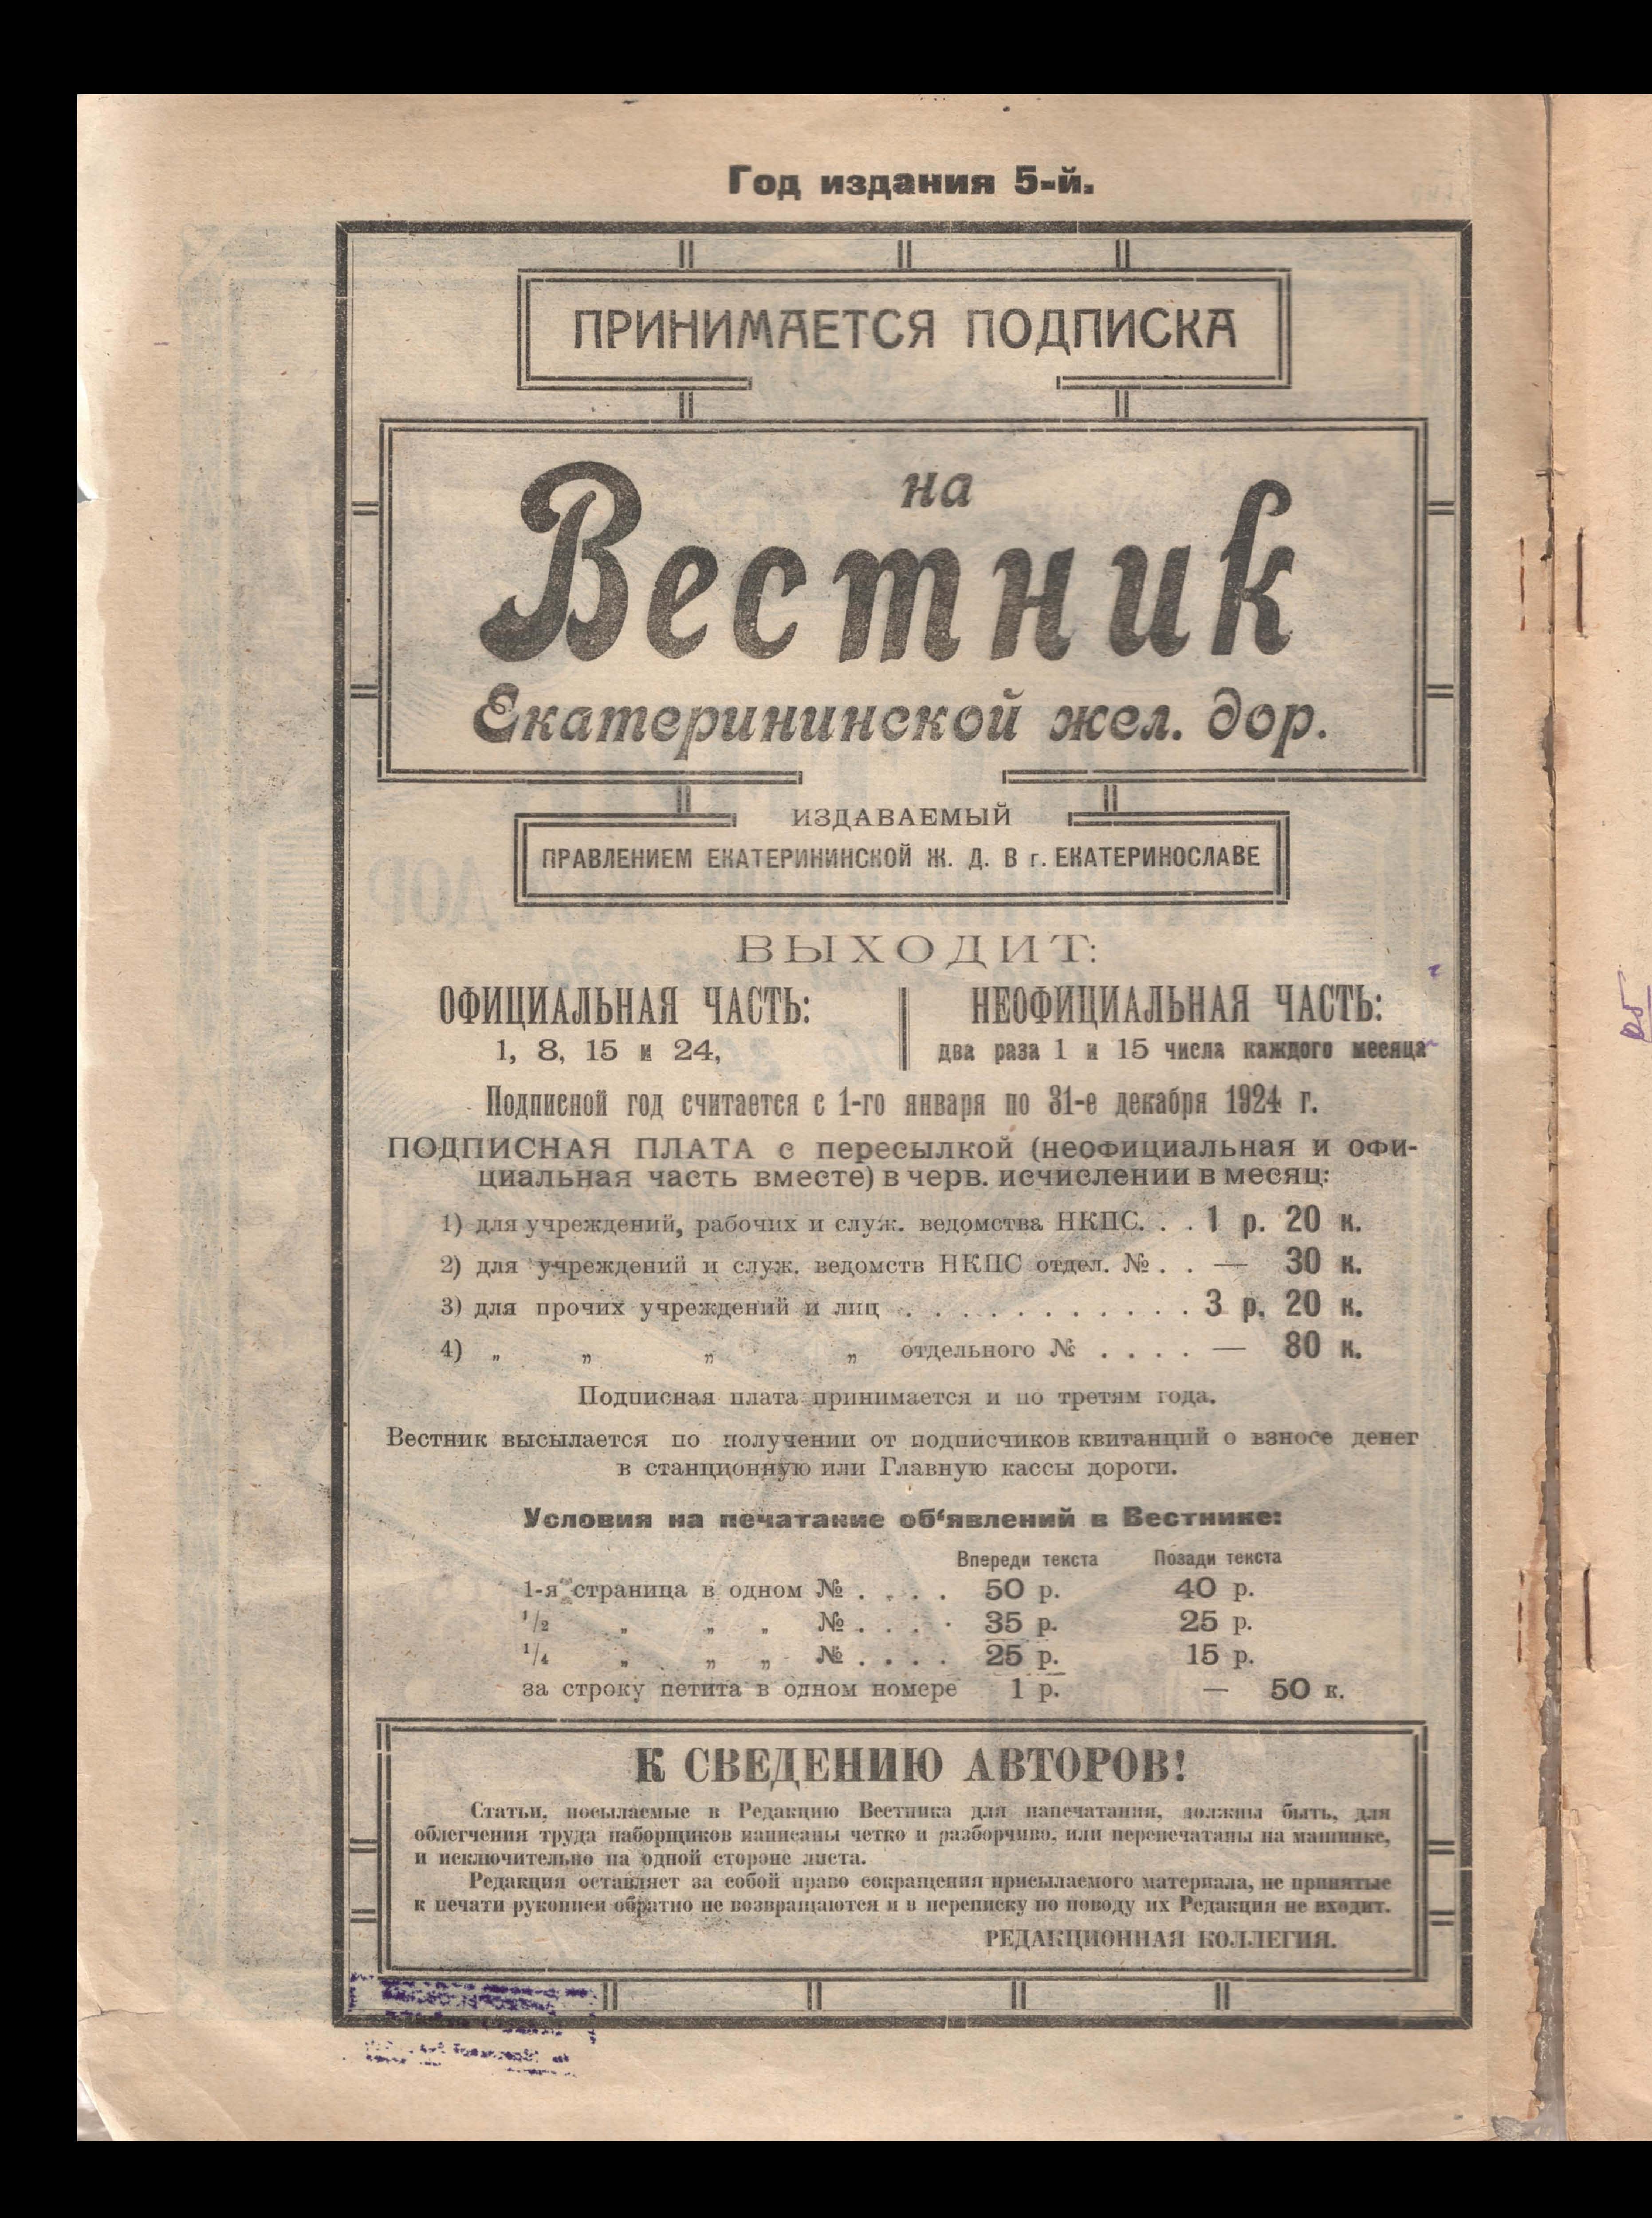 Год издания 5-й.
ПРИНИМАЕТСЯ ПОДПИСКА
на
Вестник
Екатерининской жел. дор.
ИЗДАВАЕМЫЙ
ПРАВЛЕНИЕМ ЕКАТЕРИНИНСКОЙ Ж. Д. В г. ЕКАТЕРИНОСЛАВЕ
ВЫХОДИТ:
ОФИЦИАЛЬНАЯ ЧАСТЬ:
1, 8, 15 и 24,
НЕОФИЦИАЛЬНАЯ ЧАСТЬ:
два раза 1 и 15 числа каждого месяца
Подписной год считается с 1-го января по 31-е декабря 1924 г.
ПОДПИСНАЯ ПЛАТА с пересылкой (неофициальная и офи-
циальная часть вместе) в черв. исчислении в месяц:
1) для учреждений, рабочих и служ. ведомства НКПС. . . 1 р. 20 к.
2) для учреждений и служ. ведомств НКПС отдел. № . . — 30 к.
3) для прочих учреждений и лиц . . . . . . . . . . . . 3 р. 20 к.
4) „ „ „ „ отдельного № . . . . — 80 к.
Подписная плата принимается и по третям года.
Вестник высылается по получении от подписчиков квитанций о взносе денег
в станционную или Главную кассы дороги.
Условия на печатание об‘явлений в Вестнике:
Впереди текста Позади текста
1-я страница в одном № . . . . 50 р. 40 р.
1/2 „ „ „ № . . . . 35 р. 25 р.
1/4 „ „ „ № . . . . 25 р. 15 р.
за строку петита в одном номере 1 р. — 50 к.
К СВЕДЕНИЮ АВТОРОВ!
Статьи, посылаемые в Редакцию Вестника для напечатания, должны быть, для
облегчения труда наборщиков написаны четко и разборчиво, или перепечатаны на машинке,
и исключительно на одной стороне листа.
Редакция оставляет за собой право сокращения присылаемого материала, не принятые
к печати рукописи обратно не возвращаются и в переписку по поводу их Редакция не входит.
РЕДАКЦИОННАЯ КОЛЛЕГИЯ.